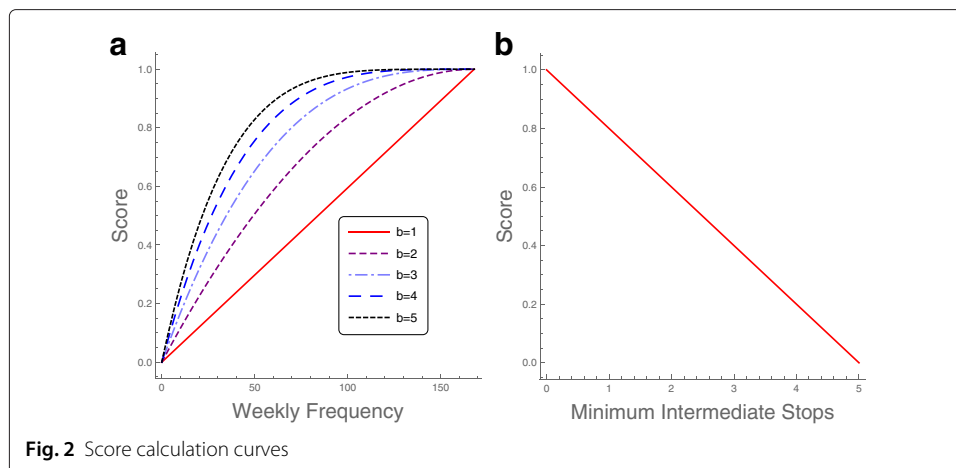 a
b
1.0
0.8
0.6
0.4
0.2
0.0
Score
0
50
100
150
Weekly Frequency
b=1
b=2
b=3
b=4
b=5
1.0
0.8
0.6
0.4
0.2
0.0
Score
0
1
2
3
4
5
Minimum Intermediate Stops
Fig. 2 Score calculation curves